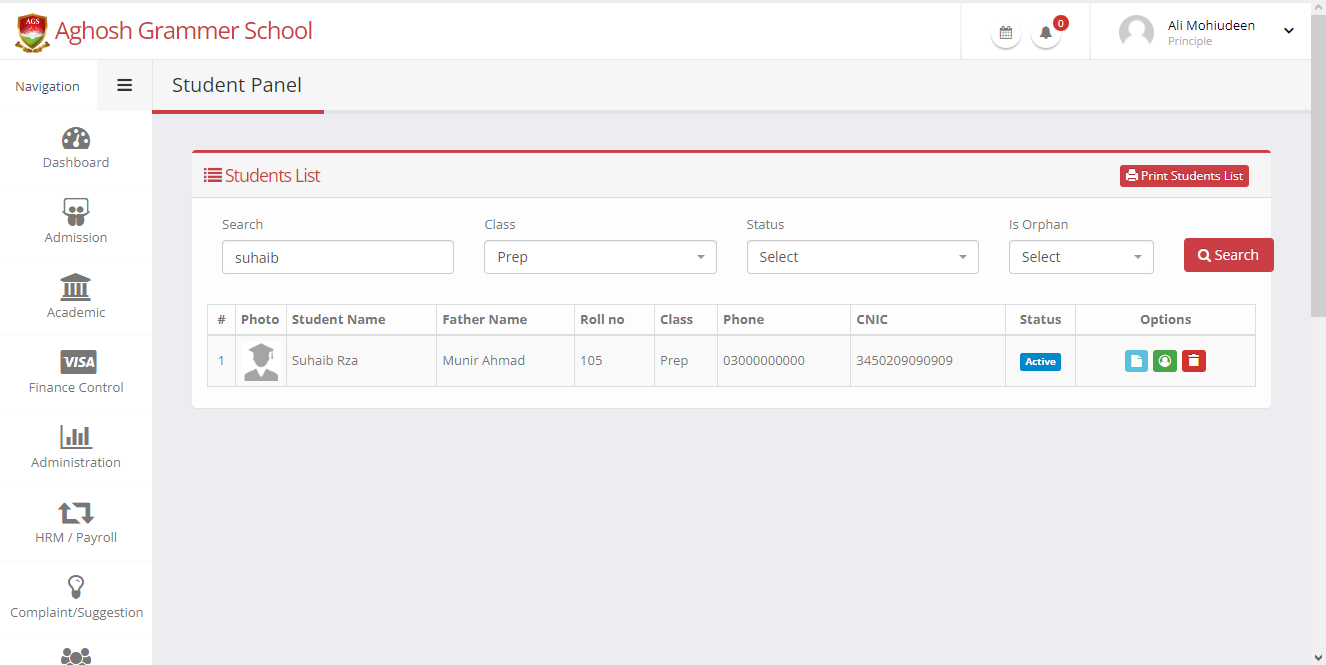 AGS
Aghosh Grammer School
0
Ali Mohiudeen
Principle
Navigation
Student Panel
Dashboard
Admission
Academic
VISA
Finance Control
Administration
HRM / Payroll
Complaint/Suggestion
Students List
Print Students List
Search Class Status Is Orphan
suhaib Prep Select Select Search
# Photo Student Name Father Name Roll no Class Phone CNIC Status Options
1 Suhaib Rza Munir Ahmad 105 Prep 03000000000 3450209090909 Active